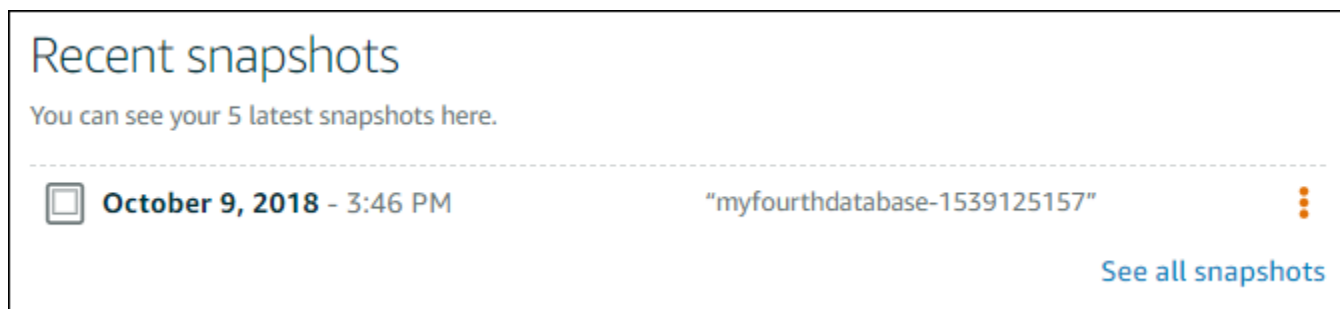 Recent snapshots
You can see your 5 latest snapshots here.
October 9, 2018 - 3:46 PM “myfourthdatabase-1539125157”
See all snapshots